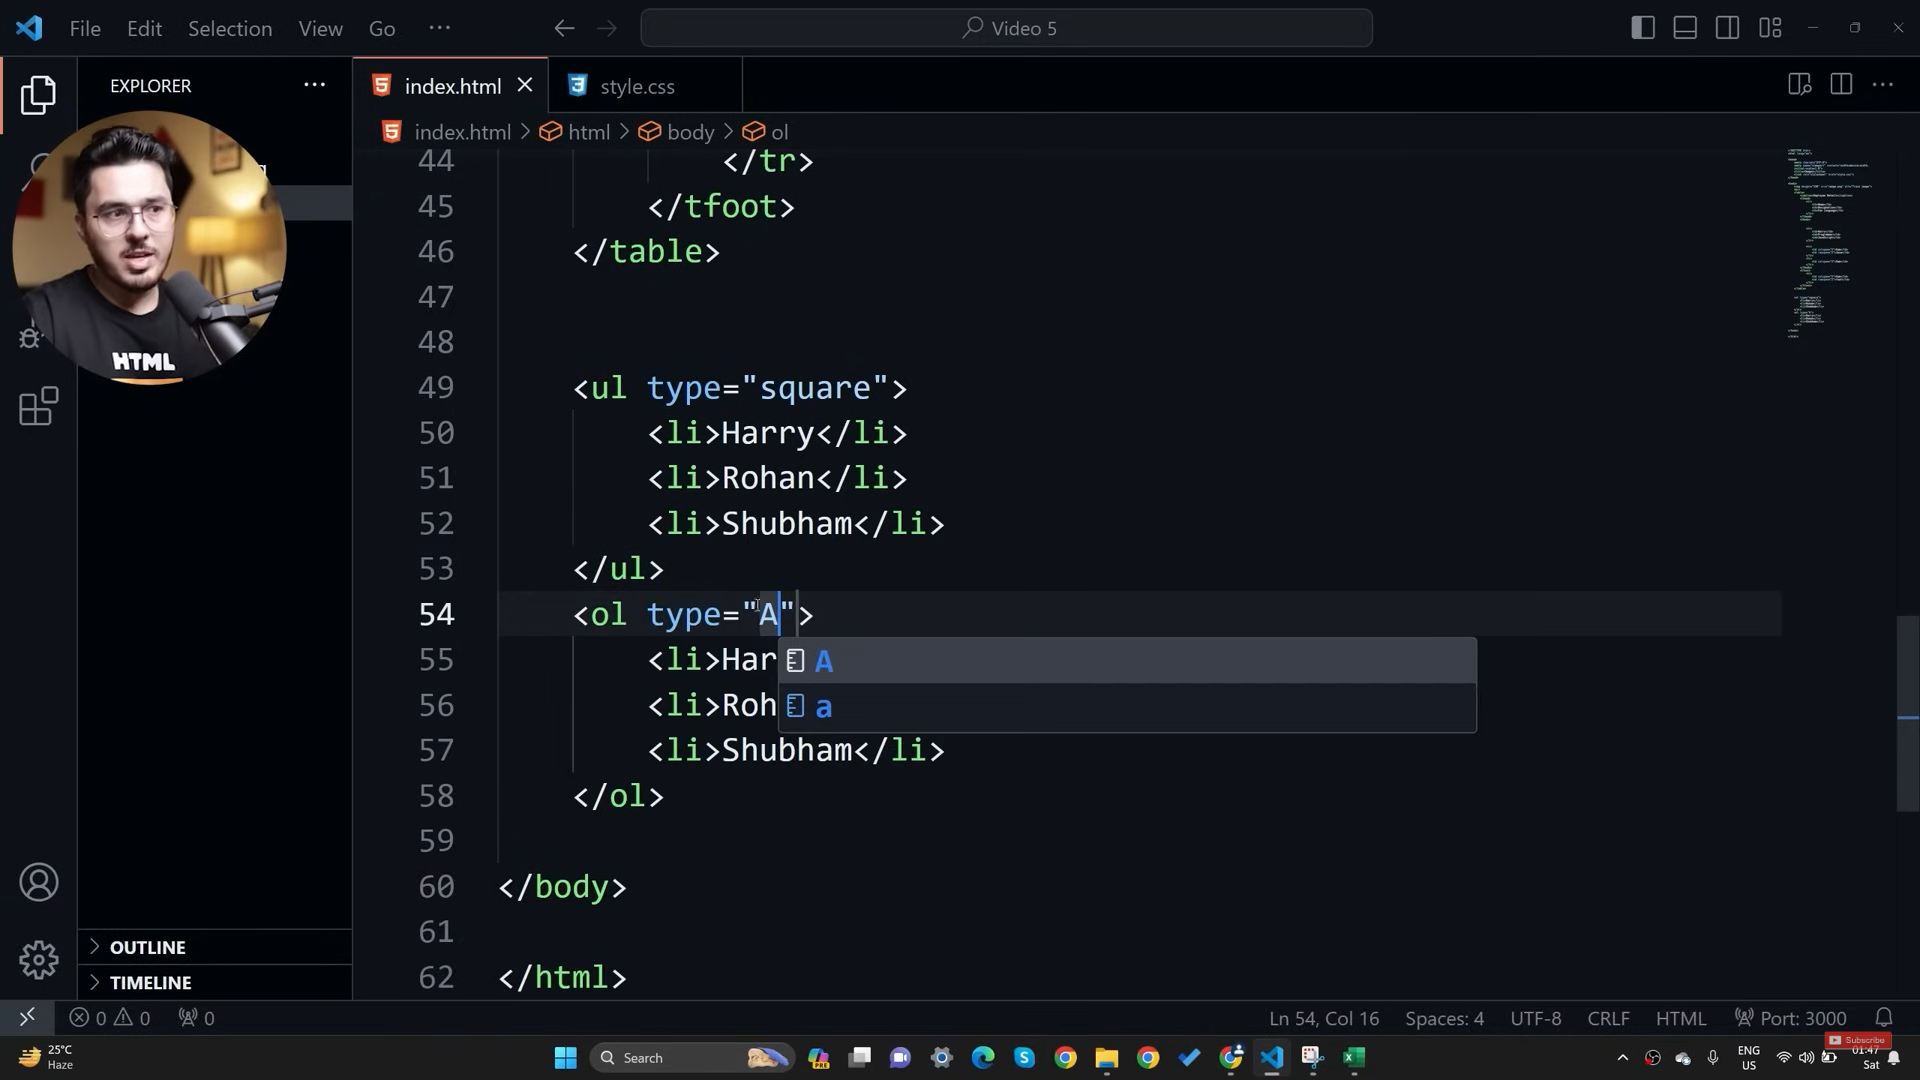 File Edit Selection View Go ··· Video 5
EXPLORER ···
index.html style.css
index.html > html > body > ol
44 </tr>
45 </tfoot>
46 </table>
47
48
49 <ul type="square">
50 <li>Harry</li>
51 <li>Rohan</li>
52 <li>Shubham</li>
53 </ul>
54 <ol type="A">
55 <li>Har
A
56 <li>Roh
a
57 <li>Shubham</li>
58 </ol>
59
60 </body>
61
62 </html>
HTML
OUTLINE
TIMELINE
0 0 0 Ln 54, Col 16 Spaces: 4 UTF-8 CRLF HTML Port: 3000
Subscribe
25°C
Haze
Search
PRE
ENG
US
01:47
Sat